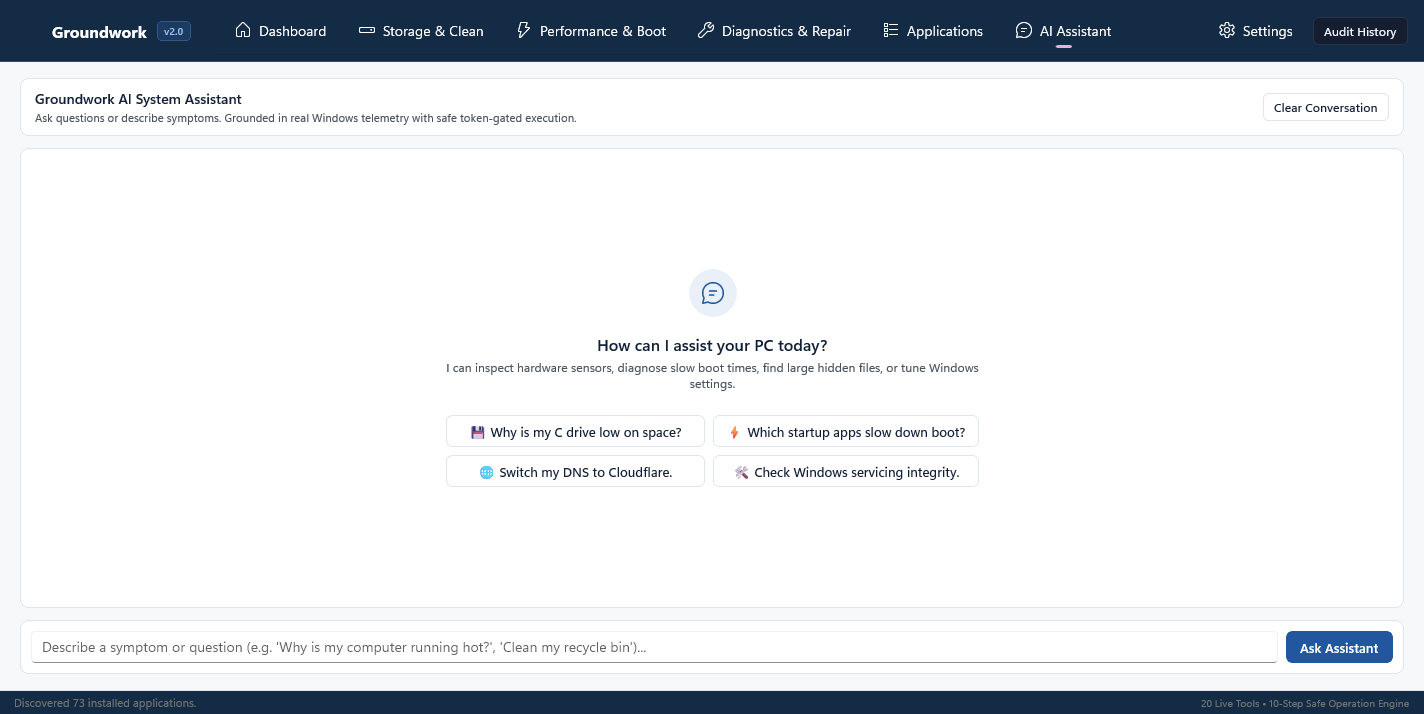 Groundwork v2.0 Dashboard Storage & Clean Performance & Boot Diagnostics & Repair Applications AI Assistant Settings Audit History
Groundwork AI System Assistant
Ask questions or describe symptoms. Grounded in real Windows telemetry with safe token-gated execution.
Clear Conversation
How can I assist your PC today?
I can inspect hardware sensors, diagnose slow boot times, find large hidden files, or tune Windows
settings.
Why is my C drive low on space? Which startup apps slow down boot?
Switch my DNS to Cloudflare. Check Windows servicing integrity.
Describe a symptom or question (e.g. 'Why is my computer running hot?', 'Clean my recycle bin')... Ask Assistant
Discovered 73 installed applications. 20 Live Tools • 10-Step Safe Operation Engine